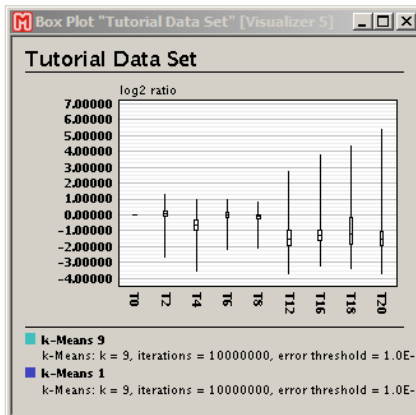 Box Plot "Tutorial Data Set" [Visualizer 5]
Tutorial Data Set
log2 ratio
7.00000
6.00000
5.00000
4.00000
3.00000
2.00000
1.00000
0.00000
-1.00000
-2.00000
-3.00000
-4.00000
T0 T2 T4 T6 T8 T12 T16 T18 T20
k-Means 9
k-Means: k = 9, iterations = 10000000, error threshold = 1.0E-
k-Means 1
k-Means: k = 9, iterations = 10000000, error threshold = 1.0E-